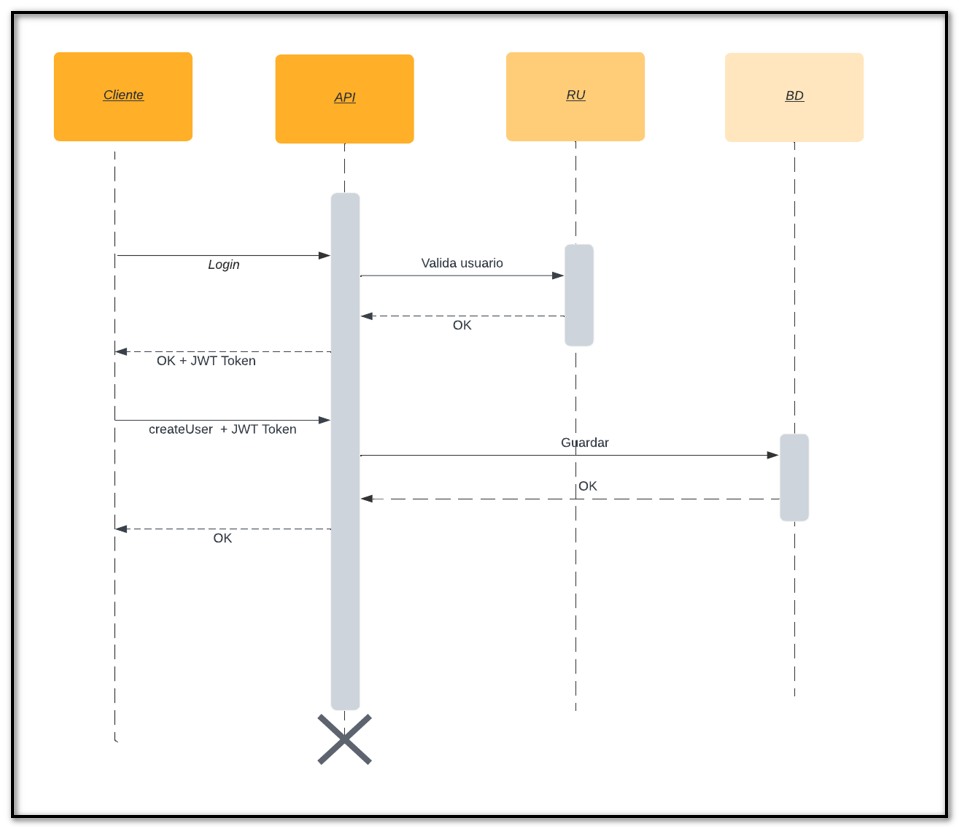 Cliente
API
RU
BD
Login
Valida usuario
OK
OK + JWT Token
createUser + JWT Token
Guardar
OK
OK